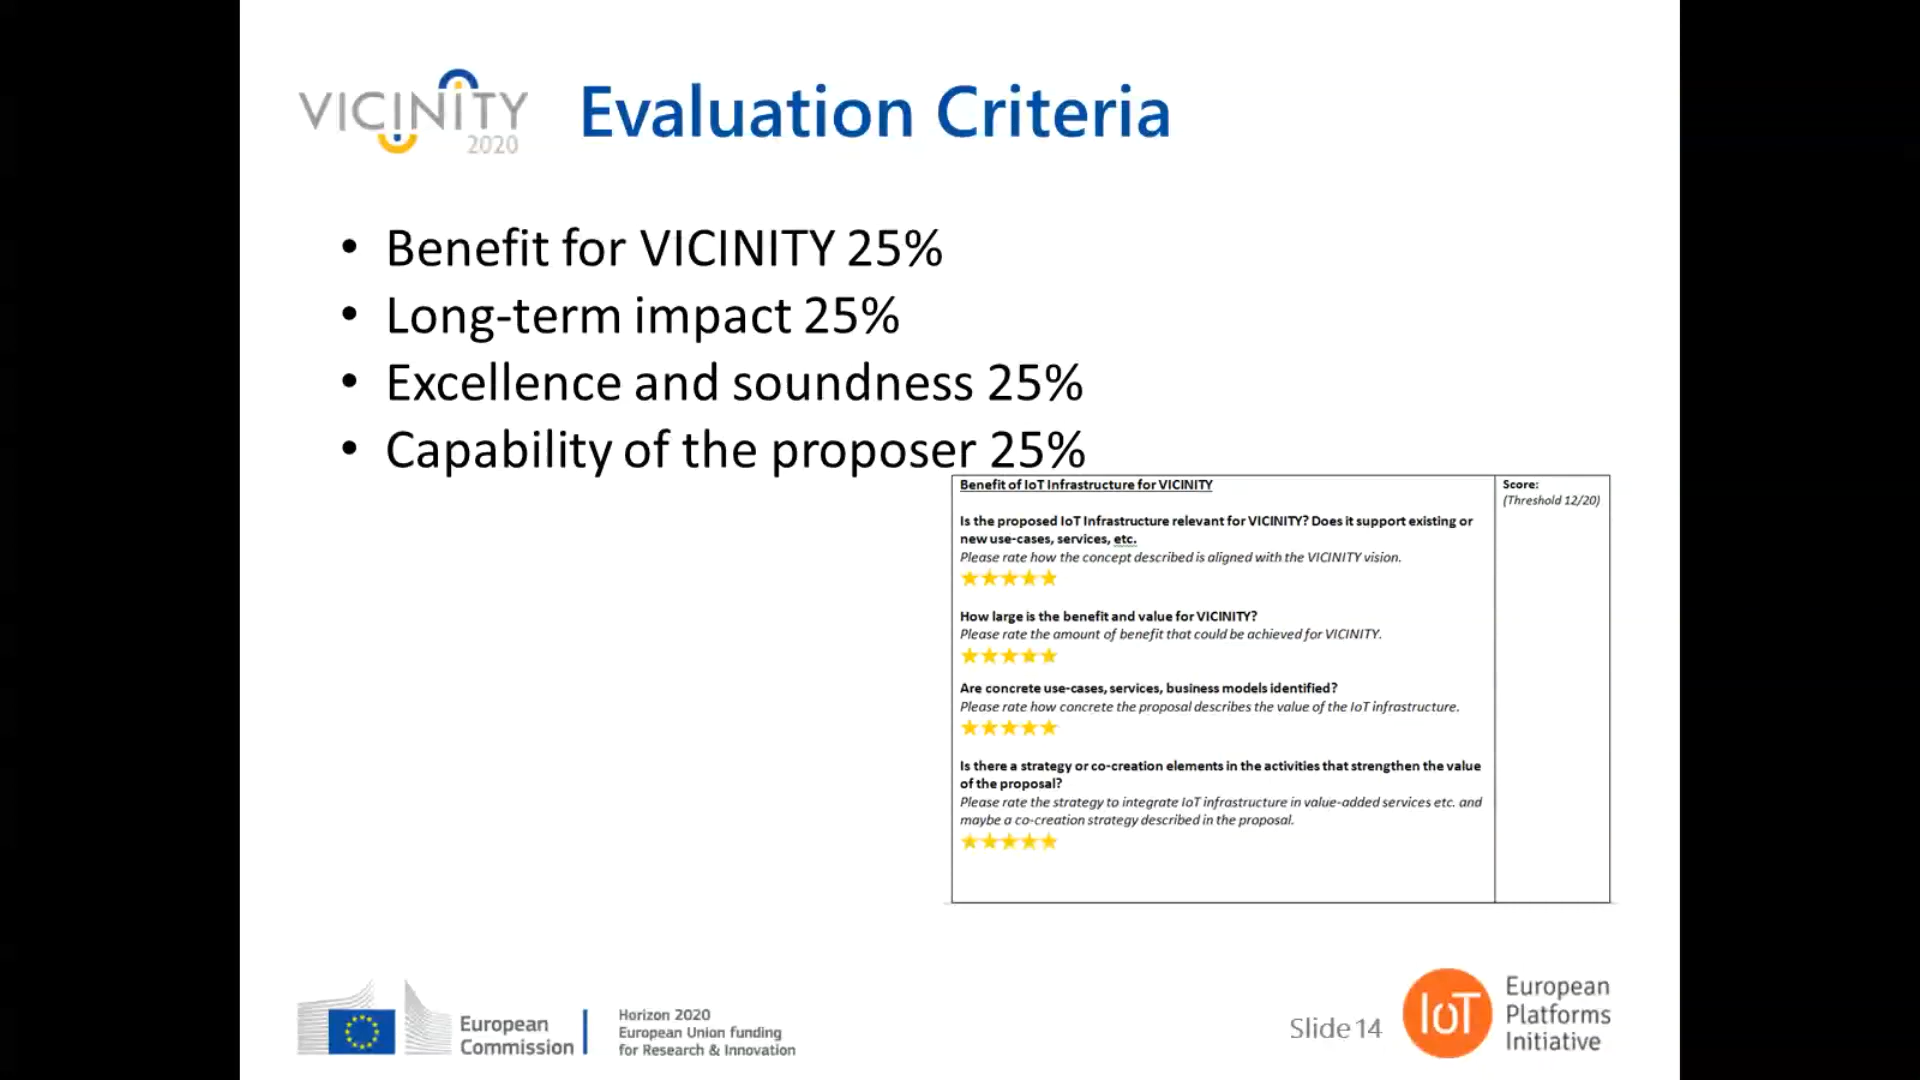 VICINITY
2020
Evaluation Criteria
• Benefit for VICINITY 25%
• Long-term impact 25%
• Excellence and soundness 25%
• Capability of the proposer 25%
Benefit of IoT Infrastructure for VICINITY
Is the proposed IoT Infrastructure relevant for VICINITY? Does it support existing or
new use-cases, services, etc.
Please rate how the concept described is aligned with the VICINITY vision.
★★★★★
How large is the benefit and value for VICINITY?
Please rate the amount of benefit that could be achieved for VICINITY.
★★★★★
Are concrete use-cases, services, business models identified?
Please rate how concrete the proposal describes the value of the IoT infrastructure.
★★★★★
Is there a strategy or co-creation elements in the activities that strengthen the value
of the proposal?
Please rate the strategy to integrate IoT infrastructure in value-added services etc. and
maybe a co-creation strategy described in the proposal.
★★★★★
Score:
(Threshold 12/20)
European
Commission
Horizon 2020
European Union funding
for Research & Innovation
Slide 14
IoT
European
Platforms
Initiative